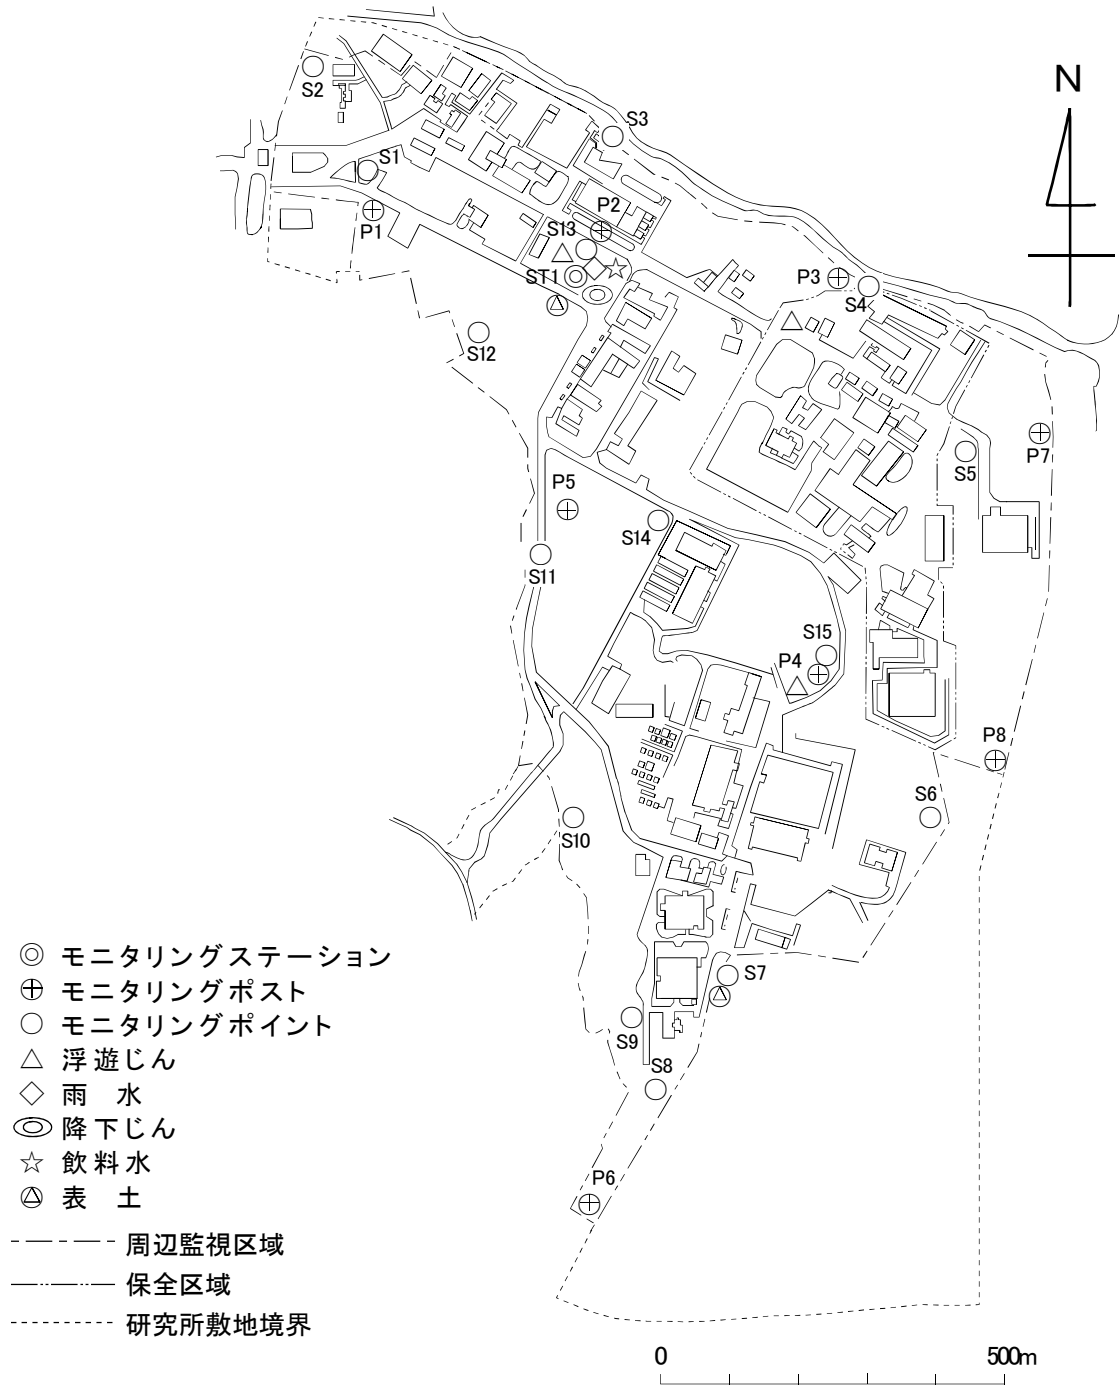 N
S2
S3
S1
P1
P2
S13
ST1
P3
S4
S12
P7
S5
P5
S14
S11
S15
P4
P8
S6
S10
S7
S9
S8
P6
モニタリングステーション
モニタリングポスト
モニタリングポイント
浮遊じん
雨　水
降下じん
飲料水
表　土
周辺監視区域
保全区域
研究所敷地境界
0 500m